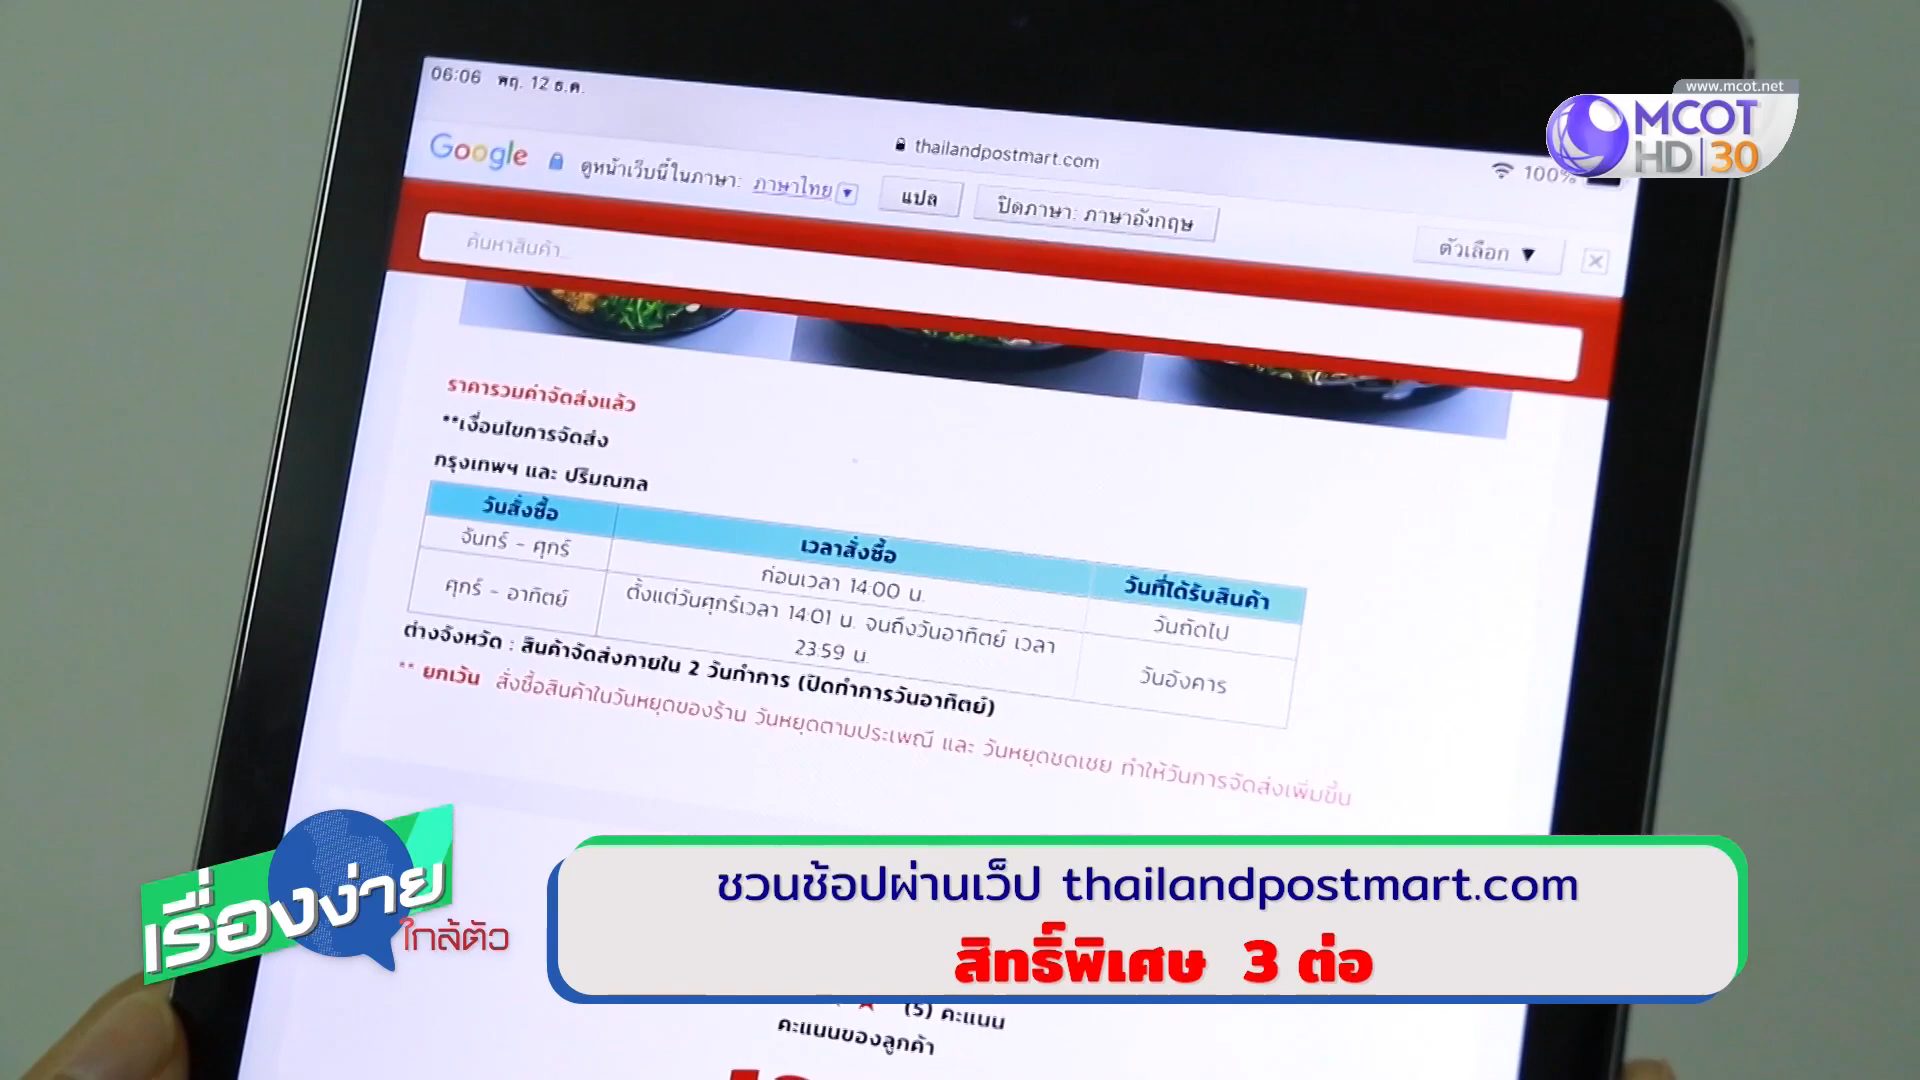 06:06 พฤ. 12 ธ.ค.
www.mcot.net
MCOT
HD 30
thailandpostmart.com
100%
Google ดูหน้าเว็บนี้ในภาษา: ภาษาไทย แปล ปิดภาษา: ภาษาอังกฤษ ตัวเลือก ▼
ค้นหาสินค้า...
ราคารวมค่าจัดส่งแล้ว
**เงื่อนไขการจัดส่ง
กรุงเทพฯ และ ปริมณฑล
วันสั่งซื้อ เวลาสั่งซื้อ วันที่ได้รับสินค้า
จันทร์ - ศุกร์ ก่อนเวลา 14:00 น. วันถัดไป
ศุกร์ - อาทิตย์ ตั้งแต่วันศุกร์เวลา 14:01 น. จนถึงวันอาทิตย์ เวลา
23:59 น. วันอังคาร
ต่างจังหวัด : สินค้าจัดส่งภายใน 2 วันทำการ (ปิดทำการวันอาทิตย์)
** ยกเว้น สั่งซื้อสินค้าในวันหยุดของร้าน วันหยุดตามประเพณี และ วันหยุดชดเชย ทำให้วันการจัดส่งเพิ่มขึ้น
เรื่องง่าย
ใกล้ตัว
ชวนช้อปผ่านเว็ป thailandpostmart.com
สิทธิ์พิเศษ 3 ต่อ
(5) คะแนน
คะแนนของลูกค้า